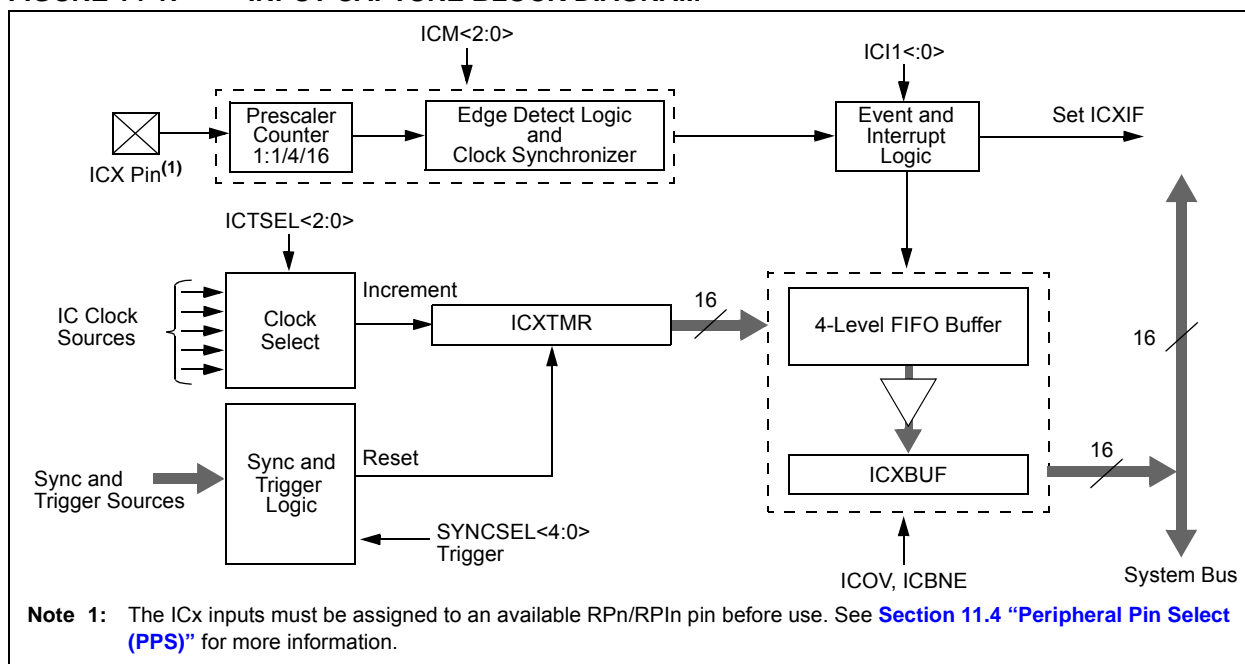 ICM<2:0>
ICI1<:0>
Prescaler
Counter
1:1/4/16
Edge Detect Logic
and
Clock Synchronizer
Event and
Interrupt
Logic
Set ICXIF
ICX Pin(1)
ICTSEL<2:0>
IC Clock
Sources
Clock
Select
Increment
ICXTMR
16
4-Level FIFO Buffer
16
Sync and
Trigger Sources
Sync and
Trigger
Logic
Reset
ICXBUF
16
SYNCSEL<4:0>
Trigger
ICOV, ICBNE
System Bus
Note 1: The ICx inputs must be assigned to an available RPn/RPIn pin before use. See Section 11.4 “Peripheral Pin Select
(PPS)” for more information.